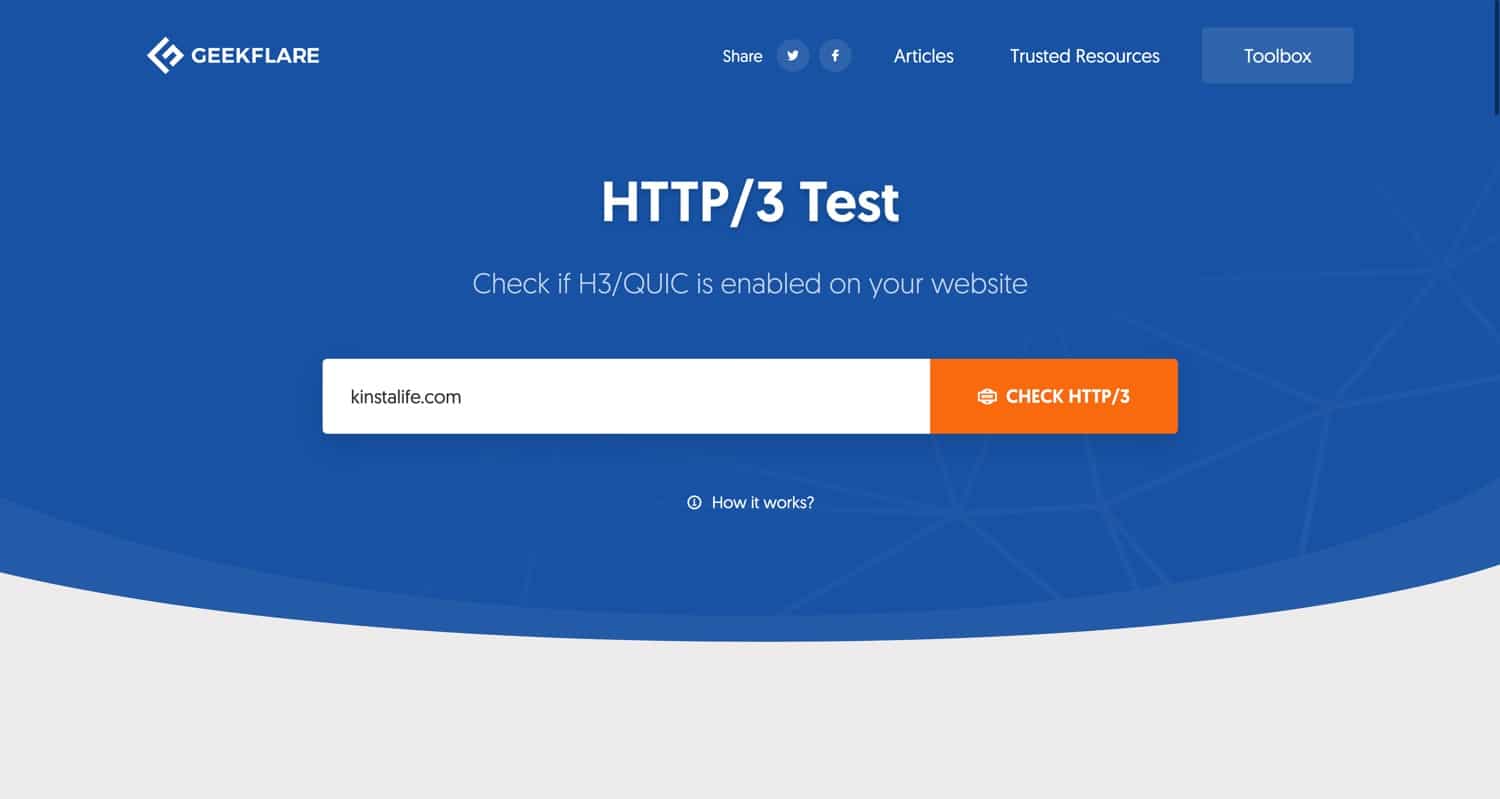 GEEKFLARE
Share
Articles
Trusted Resources
Toolbox
HTTP/3 Test
Check if H3/QUIC is enabled on your website
kinstalife.com
CHECK HTTP/3
How it works?